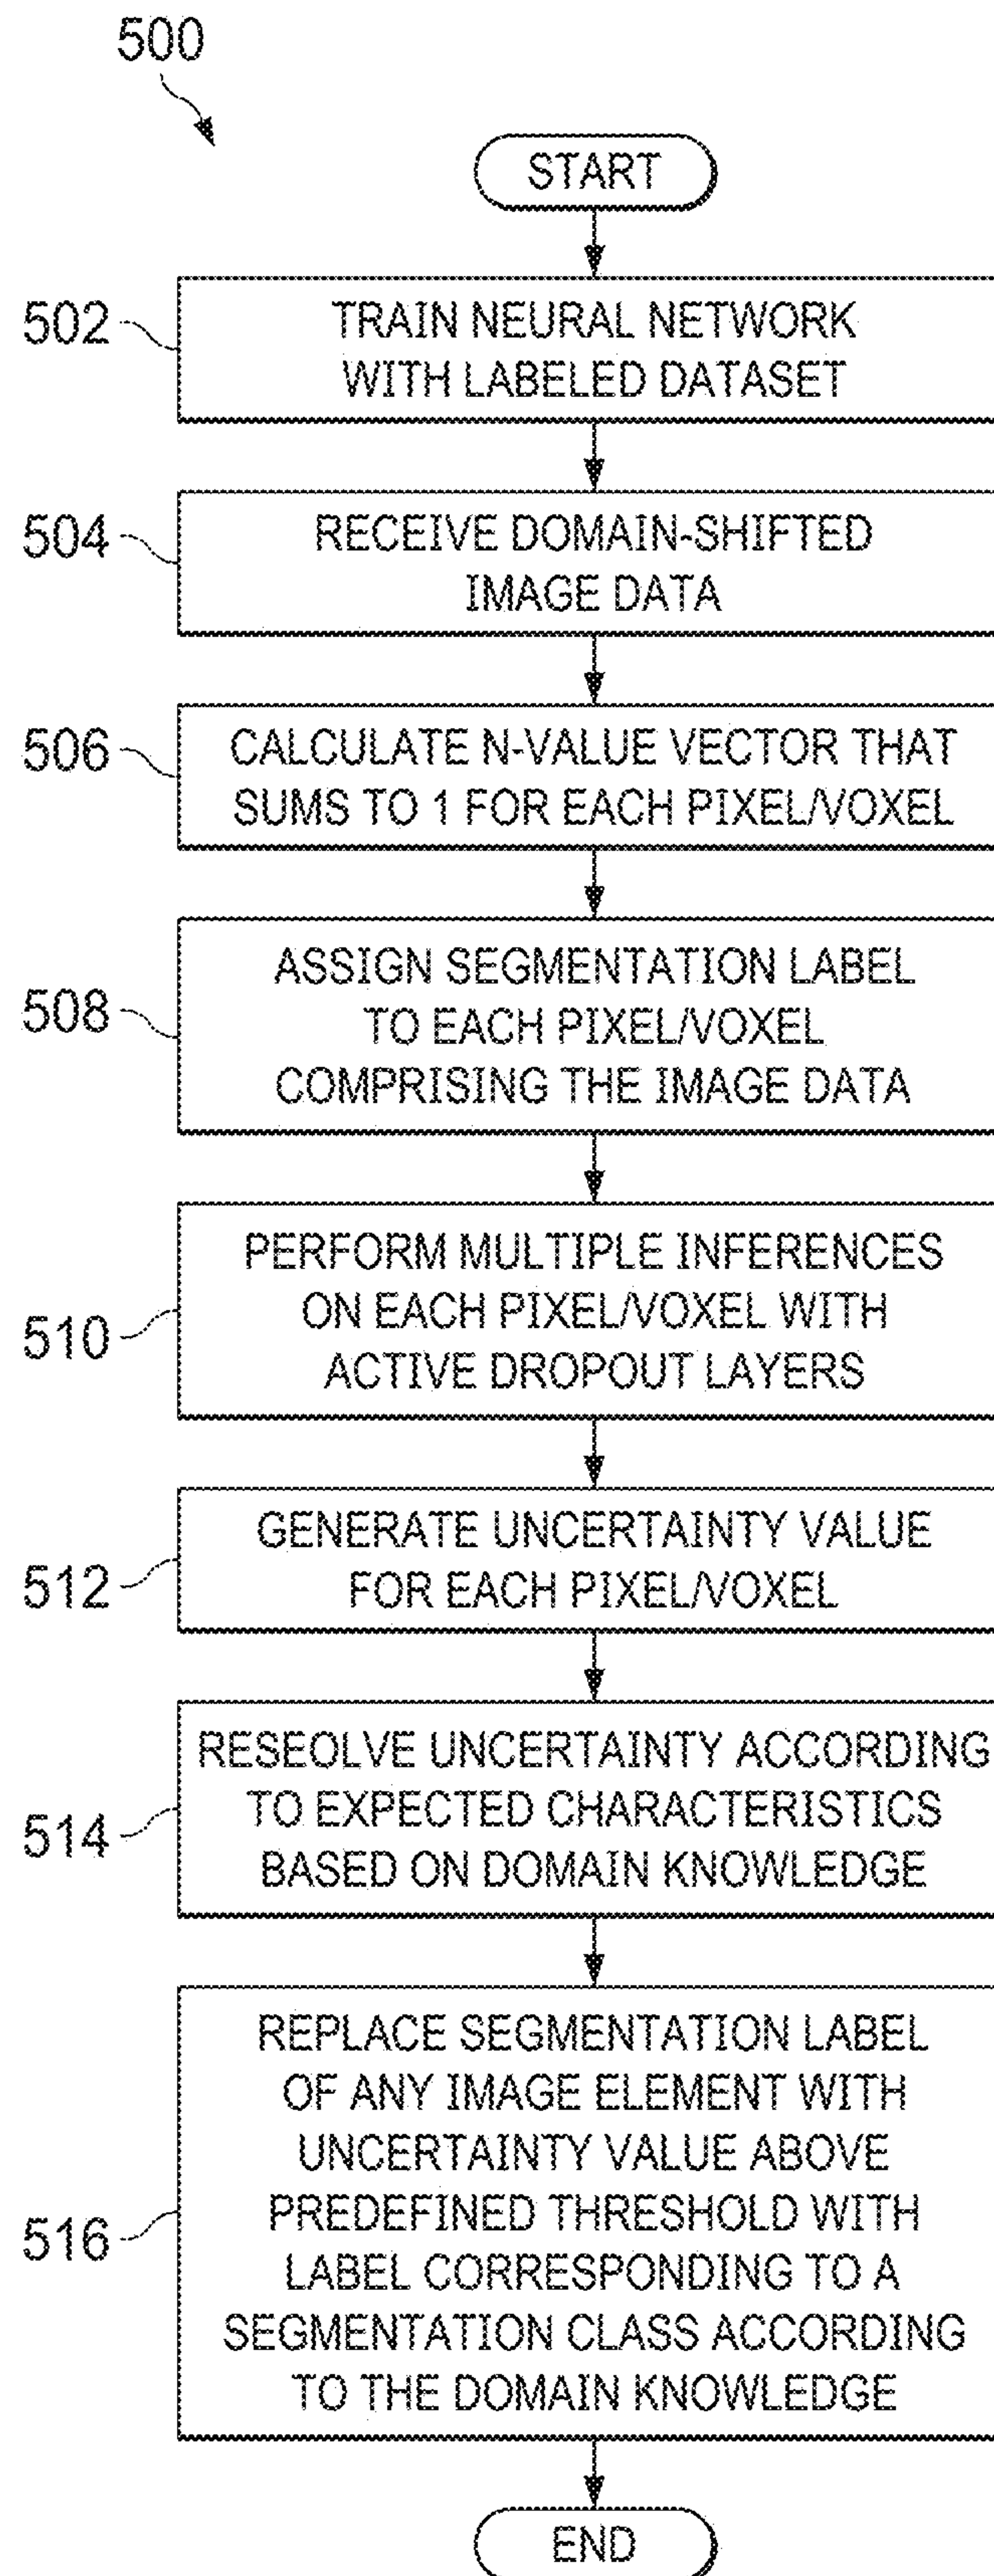 500
START
502
TRAIN NEURAL NETWORK
WITH LABELED DATASET
504
RECEIVE DOMAIN-SHIFTED
IMAGE DATA
506
CALCULATE N-VALUE VECTOR THAT
SUMS TO 1 FOR EACH PIXEL/VOXEL
508
ASSIGN SEGMENTATION LABEL
TO EACH PIXEL/VOXEL
COMPRISING THE IMAGE DATA
510
PERFORM MULTIPLE INFERENCES
ON EACH PIXEL/VOXEL WITH
ACTIVE DROPOUT LAYERS
512
GENERATE UNCERTAINTY VALUE
FOR EACH PIXEL/VOXEL
514
RESEOLVE UNCERTAINTY ACCORDING
TO EXPECTED CHARACTERISTICS
BASED ON DOMAIN KNOWLEDGE
516
REPLACE SEGMENTATION LABEL
OF ANY IMAGE ELEMENT WITH
UNCERTAINTY VALUE ABOVE
PREDEFINED THRESHOLD WITH
LABEL CORRESPONDING TO A
SEGMENTATION CLASS ACCORDING
TO THE DOMAIN KNOWLEDGE
END